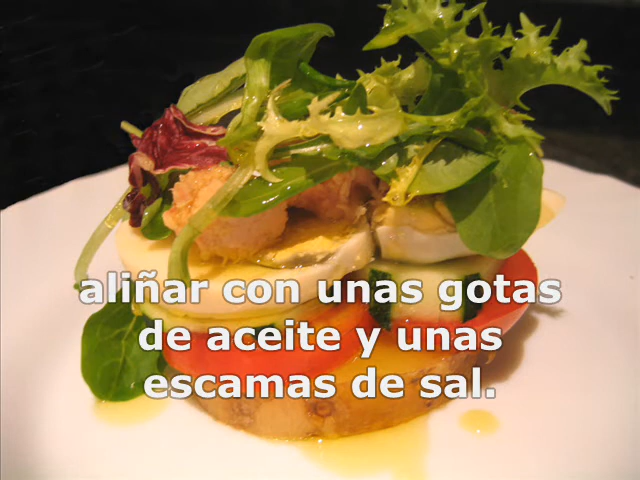 aliñar con unas gotas
de aceite y unas
escamas de sal.